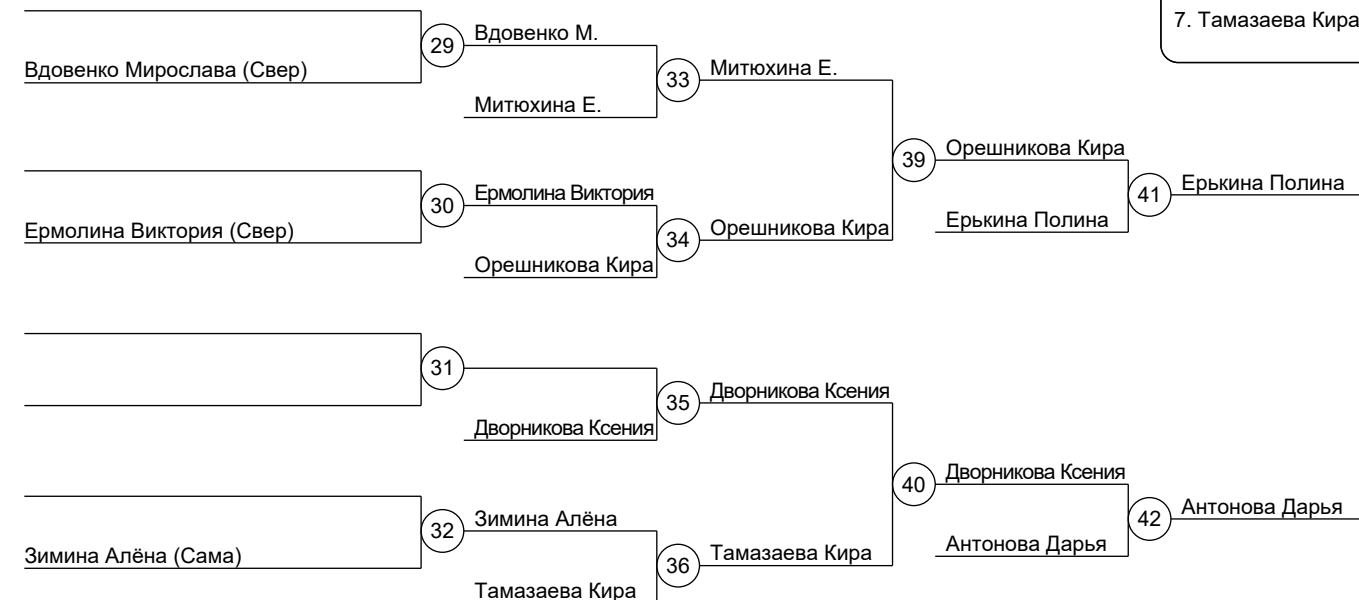 7. Тамазаева Кира
29
Вдовенко М.
Вдовенко Мирослава (Свер)
33
Митюхина Е.
Митюхина Е.
39
Орешникова Кира
30
Ермолина Виктория
41
Ерькина Полина
Ермолина Виктория (Свер)
34
Орешникова Кира
Ерькина Полина
Орешникова Кира
31
35
Дворникова Ксения
Дворникова Ксения
40
Дворникова Ксения
32
Зимина Алёна
42
Антонова Дарья
Зимина Алёна (Сама)
36
Тамазаева Кира
Антонова Дарья
Тамазаева Кира